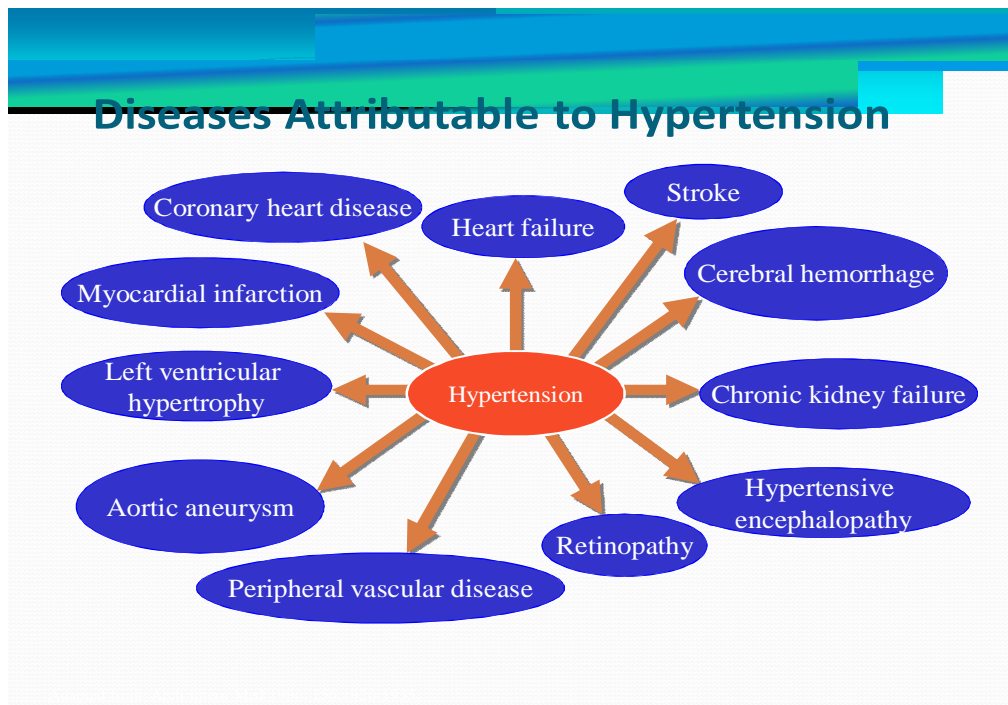 Diseases Attributable to Hypertension
Stroke
Coronary heart disease
Heart failure
Cerebral hemorrhage
Myocardial infarction
Left ventricular
hypertrophy
Hypertension
Chronic kidney failure
Aortic aneurysm
Hypertensive
encephalopathy
Retinopathy
Peripheral vascular disease